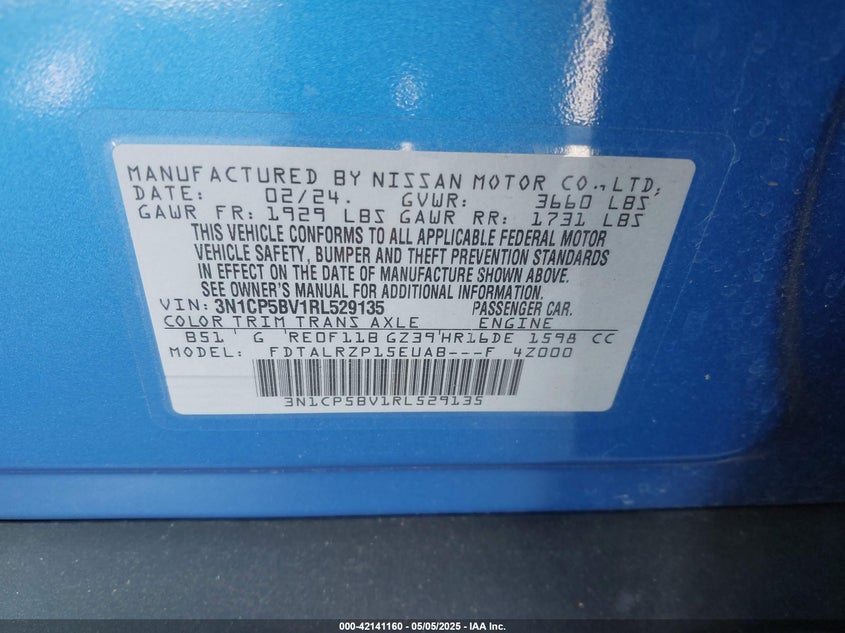 MANUFACTURED BY NISSAN MOTOR CO., LTD,
DATE: 02/24. GVWR: 3660 LBS
GAWR FR: 1929 LBS GAWR RR: 1731 LBS
THIS VEHICLE CONFORMS TO ALL APPLICABLE FEDERAL MOTOR
VEHICLE SAFETY, BUMPER AND THEFT PREVENTION STANDARDS
IN EFFECT ON THE DATE OF MANUFACTURE SHOWN ABOVE.
SEE OWNER'S MANUAL FOR ADDITIONAL INFORMATION.
VIN: 3N1CP5BV1RL529135 PASSENGER CAR.
COLOR TRIM TRANS AXLE ENGINE
B51 ' G 'RE0F11B GZ39'HR16DE 1598 CC
MODEL: FDTALRZP15EUAB---F 4Z000
3N1CP5BV1RL529135
000-42141160 - 05/05/2025 - IAA Inc.